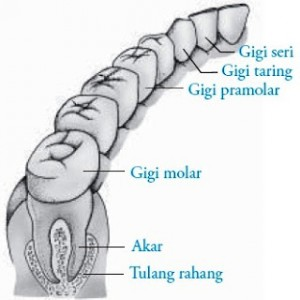 Gigi seri
Gigi taring
Gigi pramolar
Gigi molar
Akar
Tulang rahang